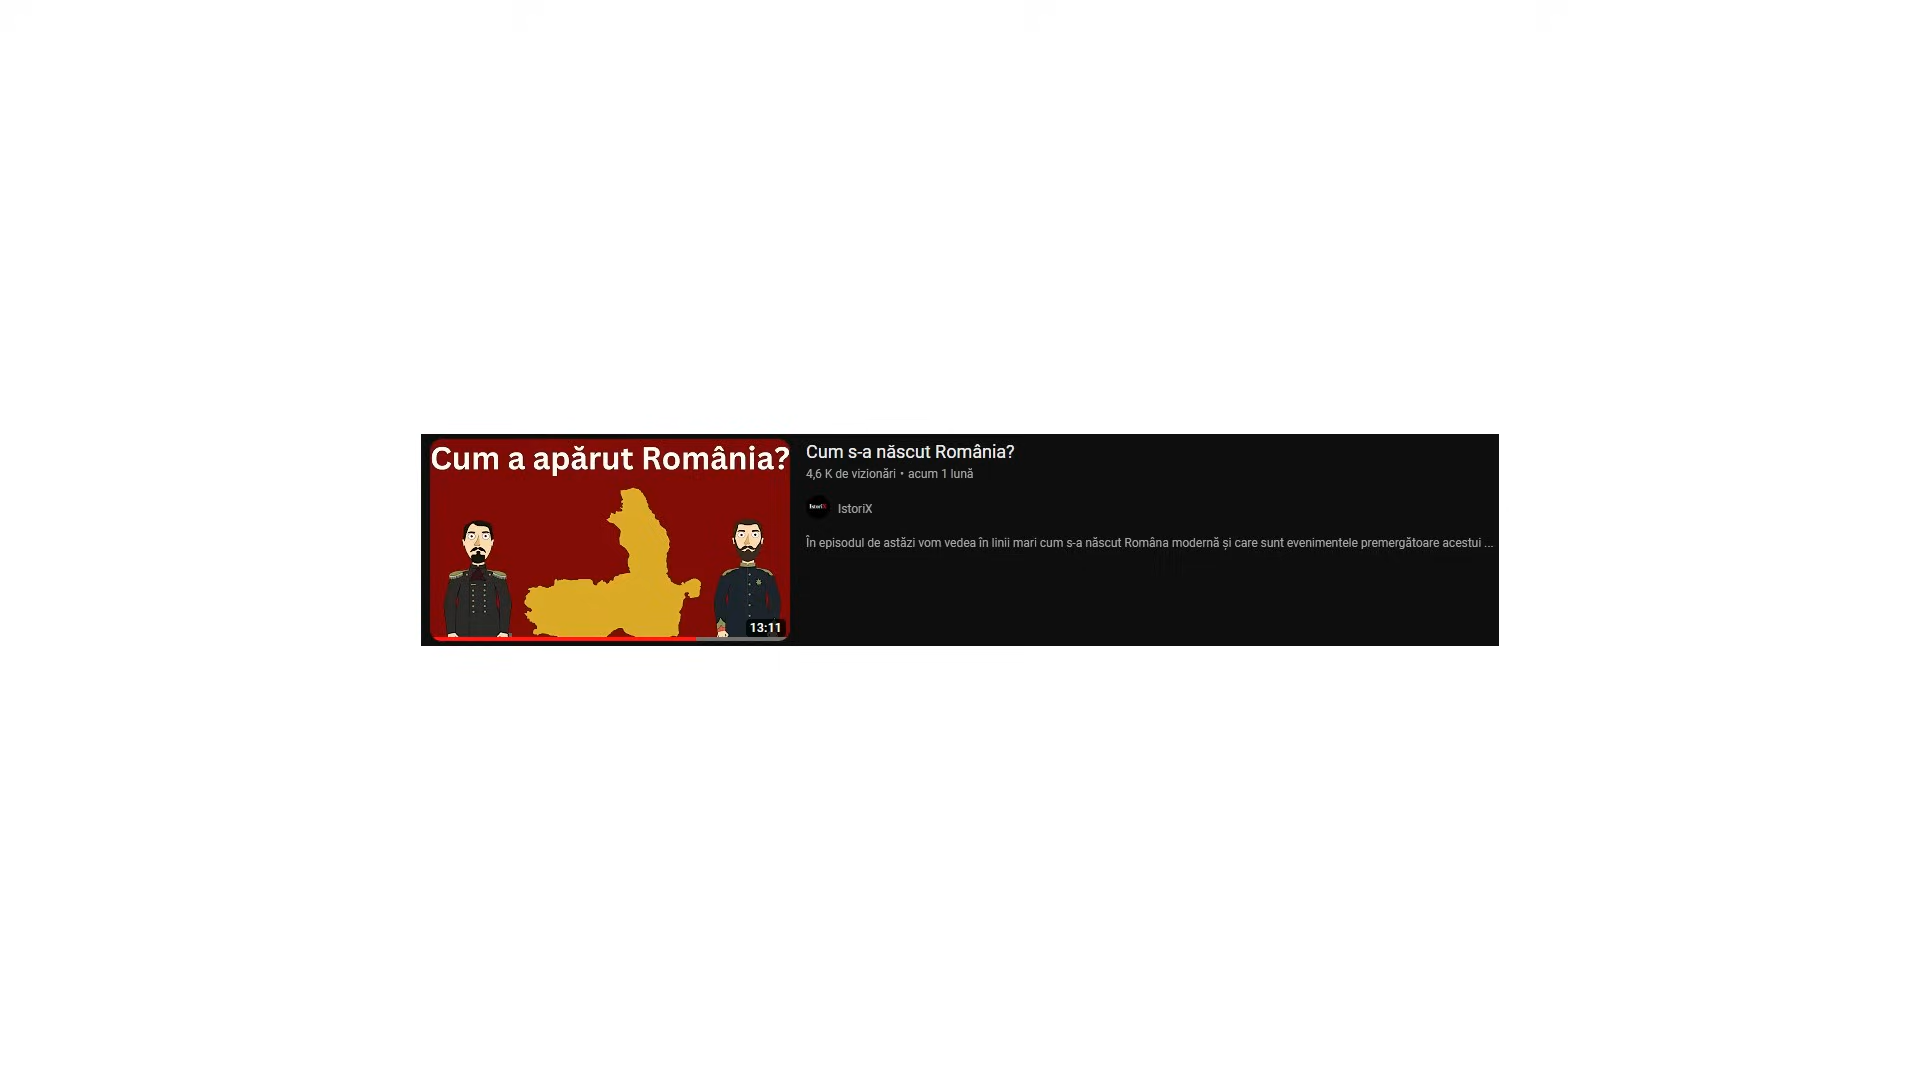 Cum a apărut România?
13:11
Cum s-a născut România?
4,6 K de vizionări • acum 1 lună
IstoriX
IstoriX
În episodul de astăzi vom vedea în linii mari cum s-a născut Româna modernă și care sunt evenimentele premergătoare acestui ...